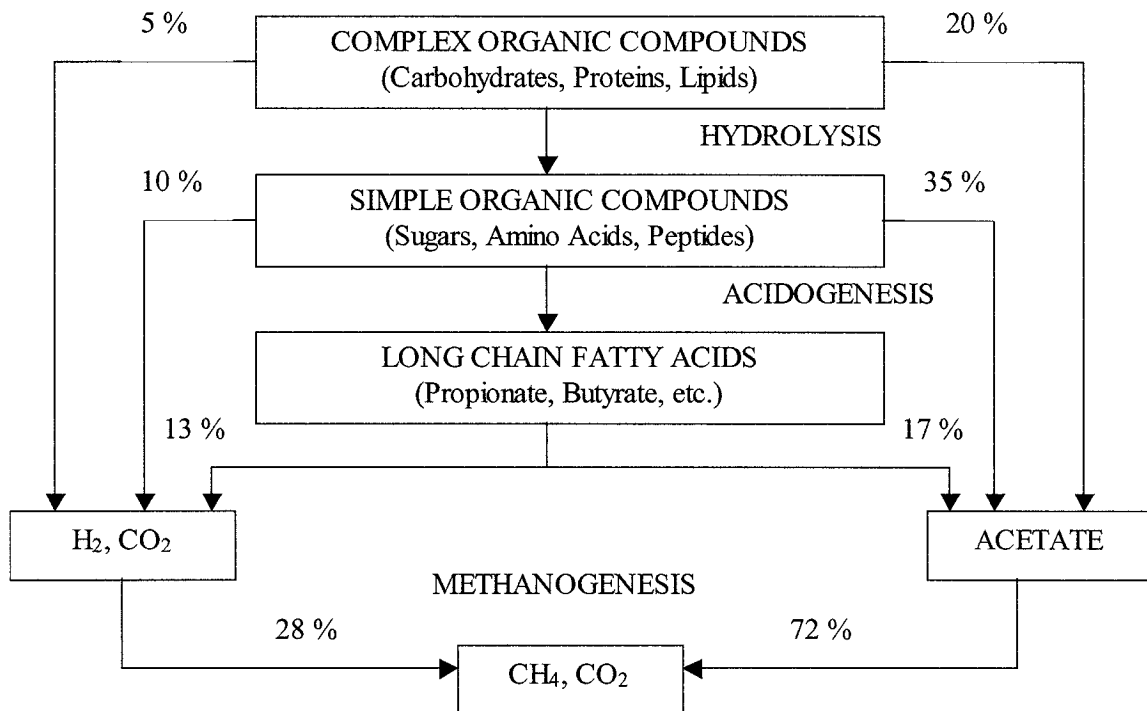 5 %
20 %
COMPLEX ORGANIC COMPOUNDS
(Carbohydrates, Proteins, Lipids)
HYDROLYSIS
10 %
35 %
SIMPLE ORGANIC COMPOUNDS
(Sugars, Amino Acids, Peptides)
ACIDOGENESIS
LONG CHAIN FATTY ACIDS
(Propionate, Butyrate, etc.)
13 %
17 %
H₂, CO₂
ACETATE
METHANOGENESIS
28 %
72 %
CH₄, CO₂